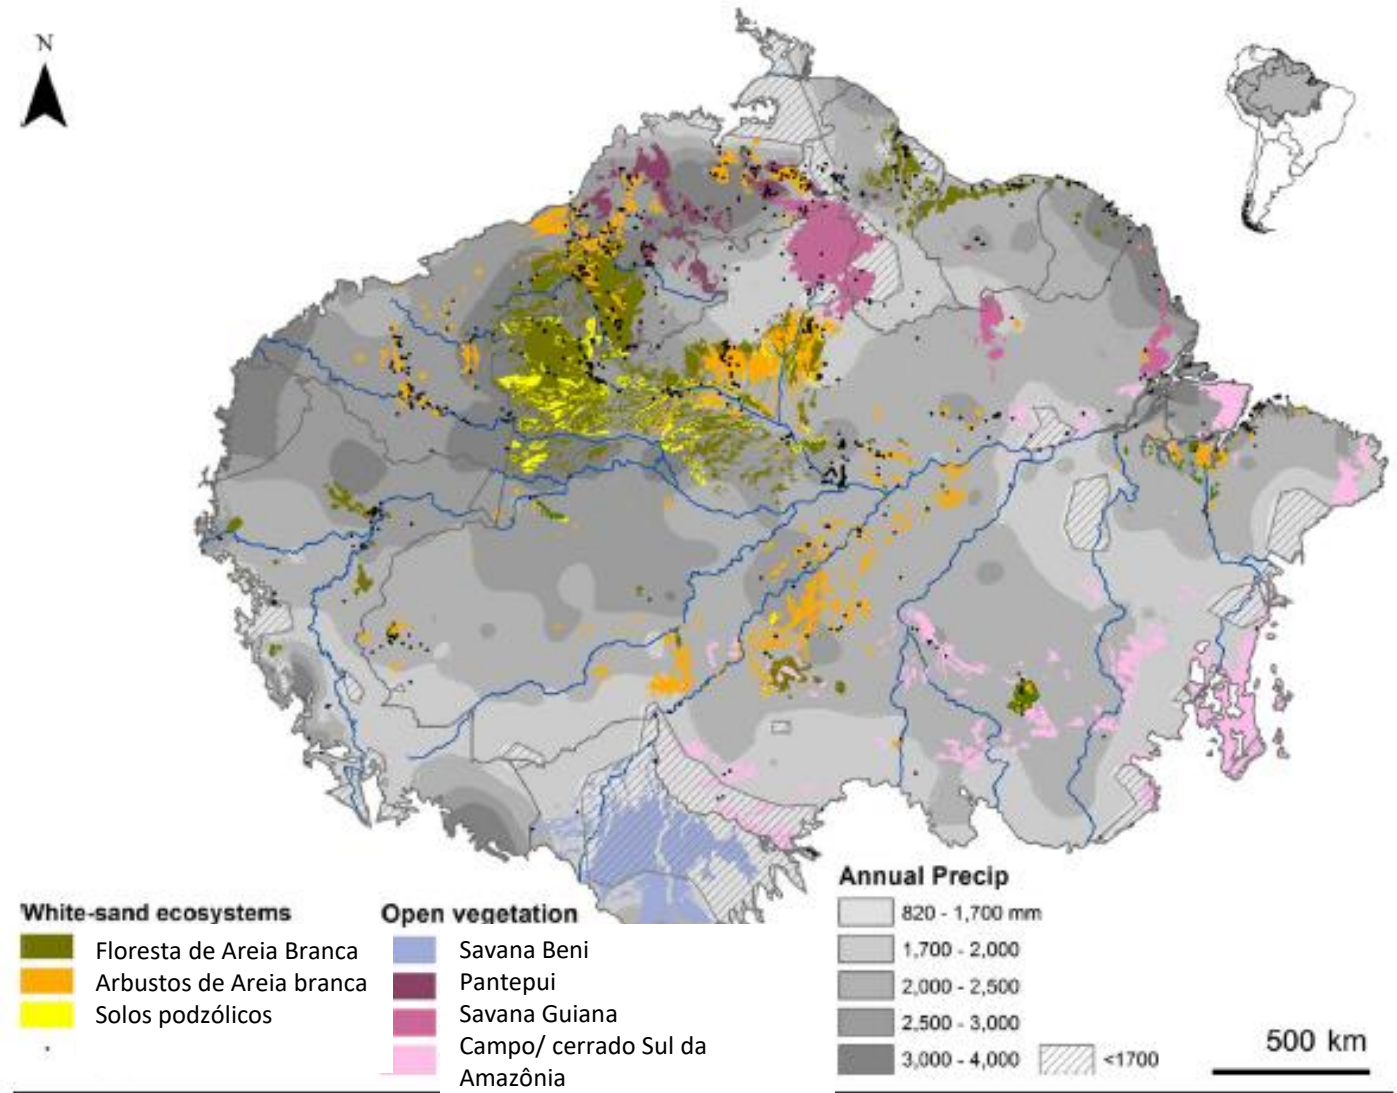 N
White-sand ecosystems
Floresta de Areia Branca
Arbustos de Areia branca
Solos podzólicos
Open vegetation
Savana Beni
Pantepui
Savana Guiana
Campo/ cerrado Sul da
Amazônia
Annual Precip
820 - 1,700 mm
1,700 - 2,000
2,000 - 2,500
2,500 - 3,000
3,000 - 4,000
<1700
500 km